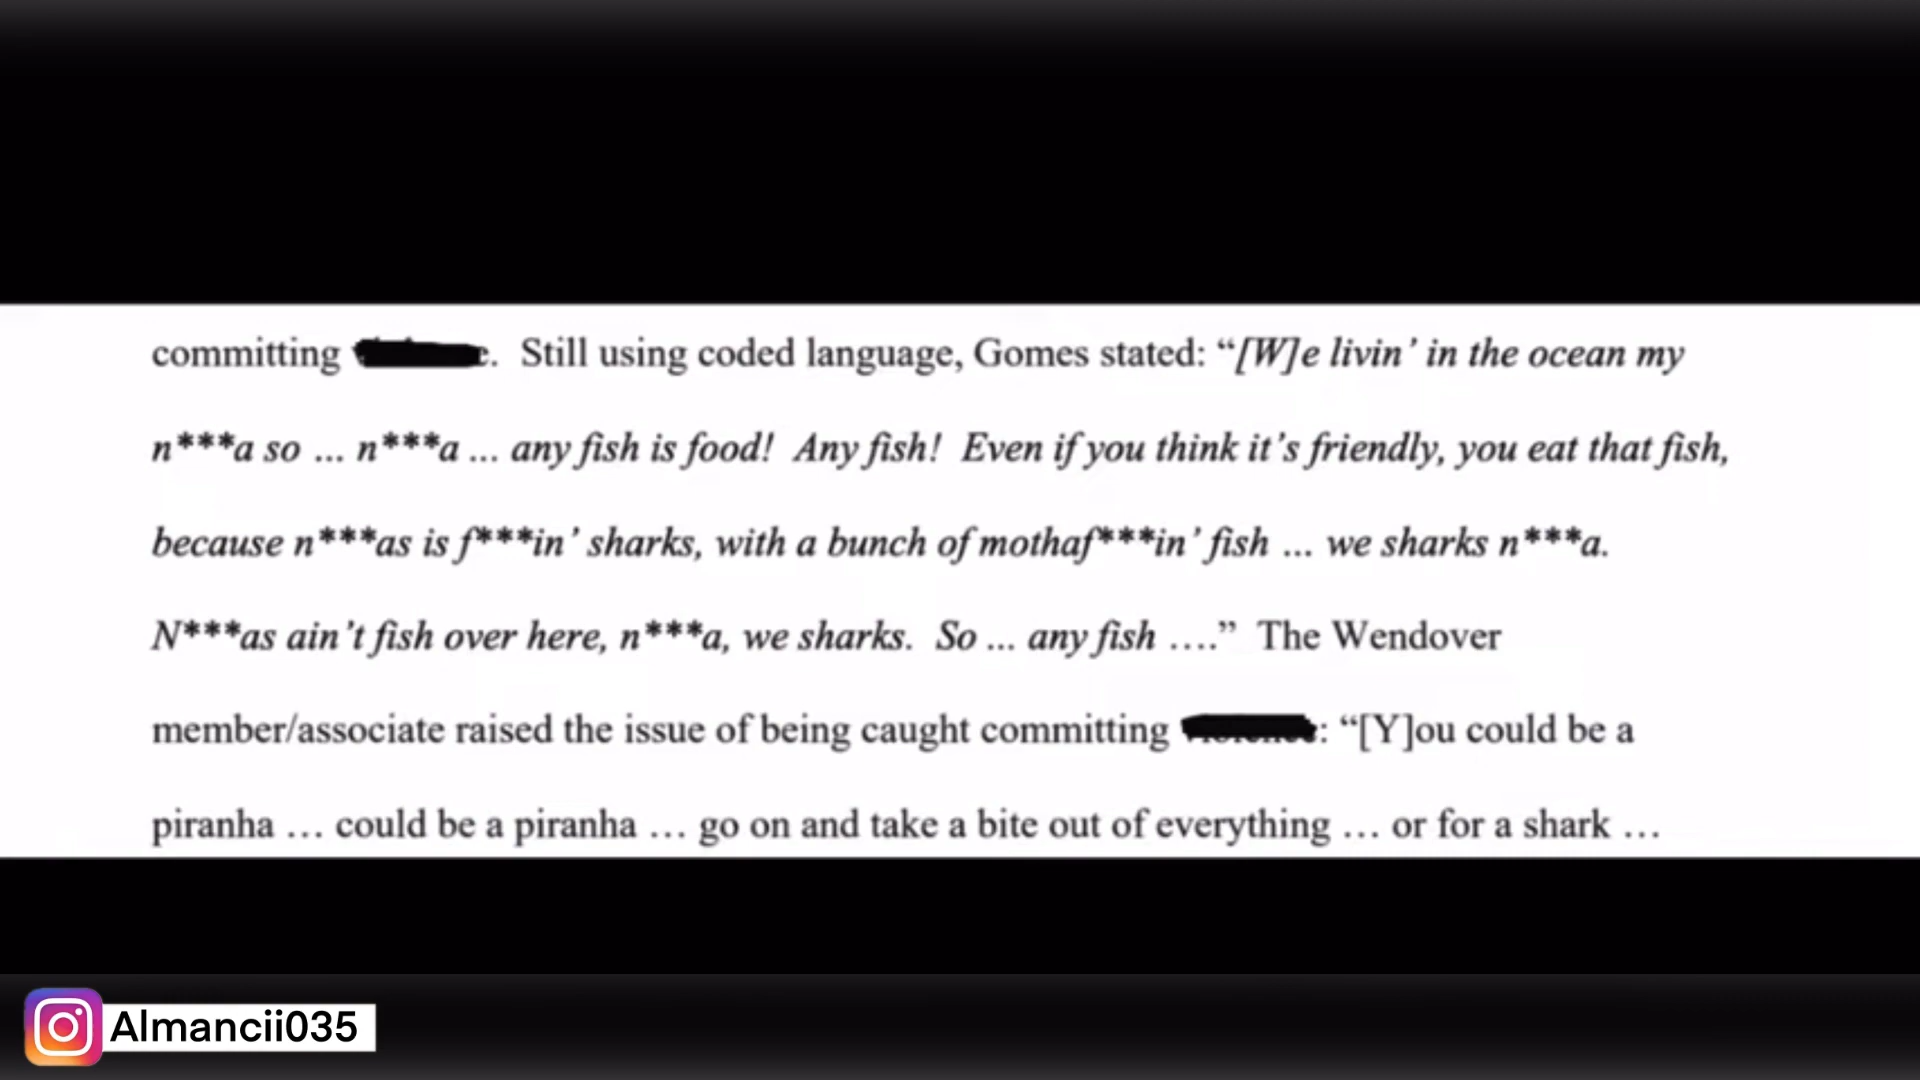 committing . Still using coded language, Gomes stated: “[W]e livin’ in the ocean my
n***a so ... n***a ... any fish is food! Any fish! Even if you think it’s friendly, you eat that fish,
because n***as is f***in’ sharks, with a bunch of mothaf***in’ fish ... we sharks n***a.
N***as ain’t fish over here, n***a, we sharks. So ... any fish ….” The Wendover
member/associate raised the issue of being caught committing : “[Y]ou could be a
piranha … could be a piranha … go on and take a bite out of everything … or for a shark …
Almancii035